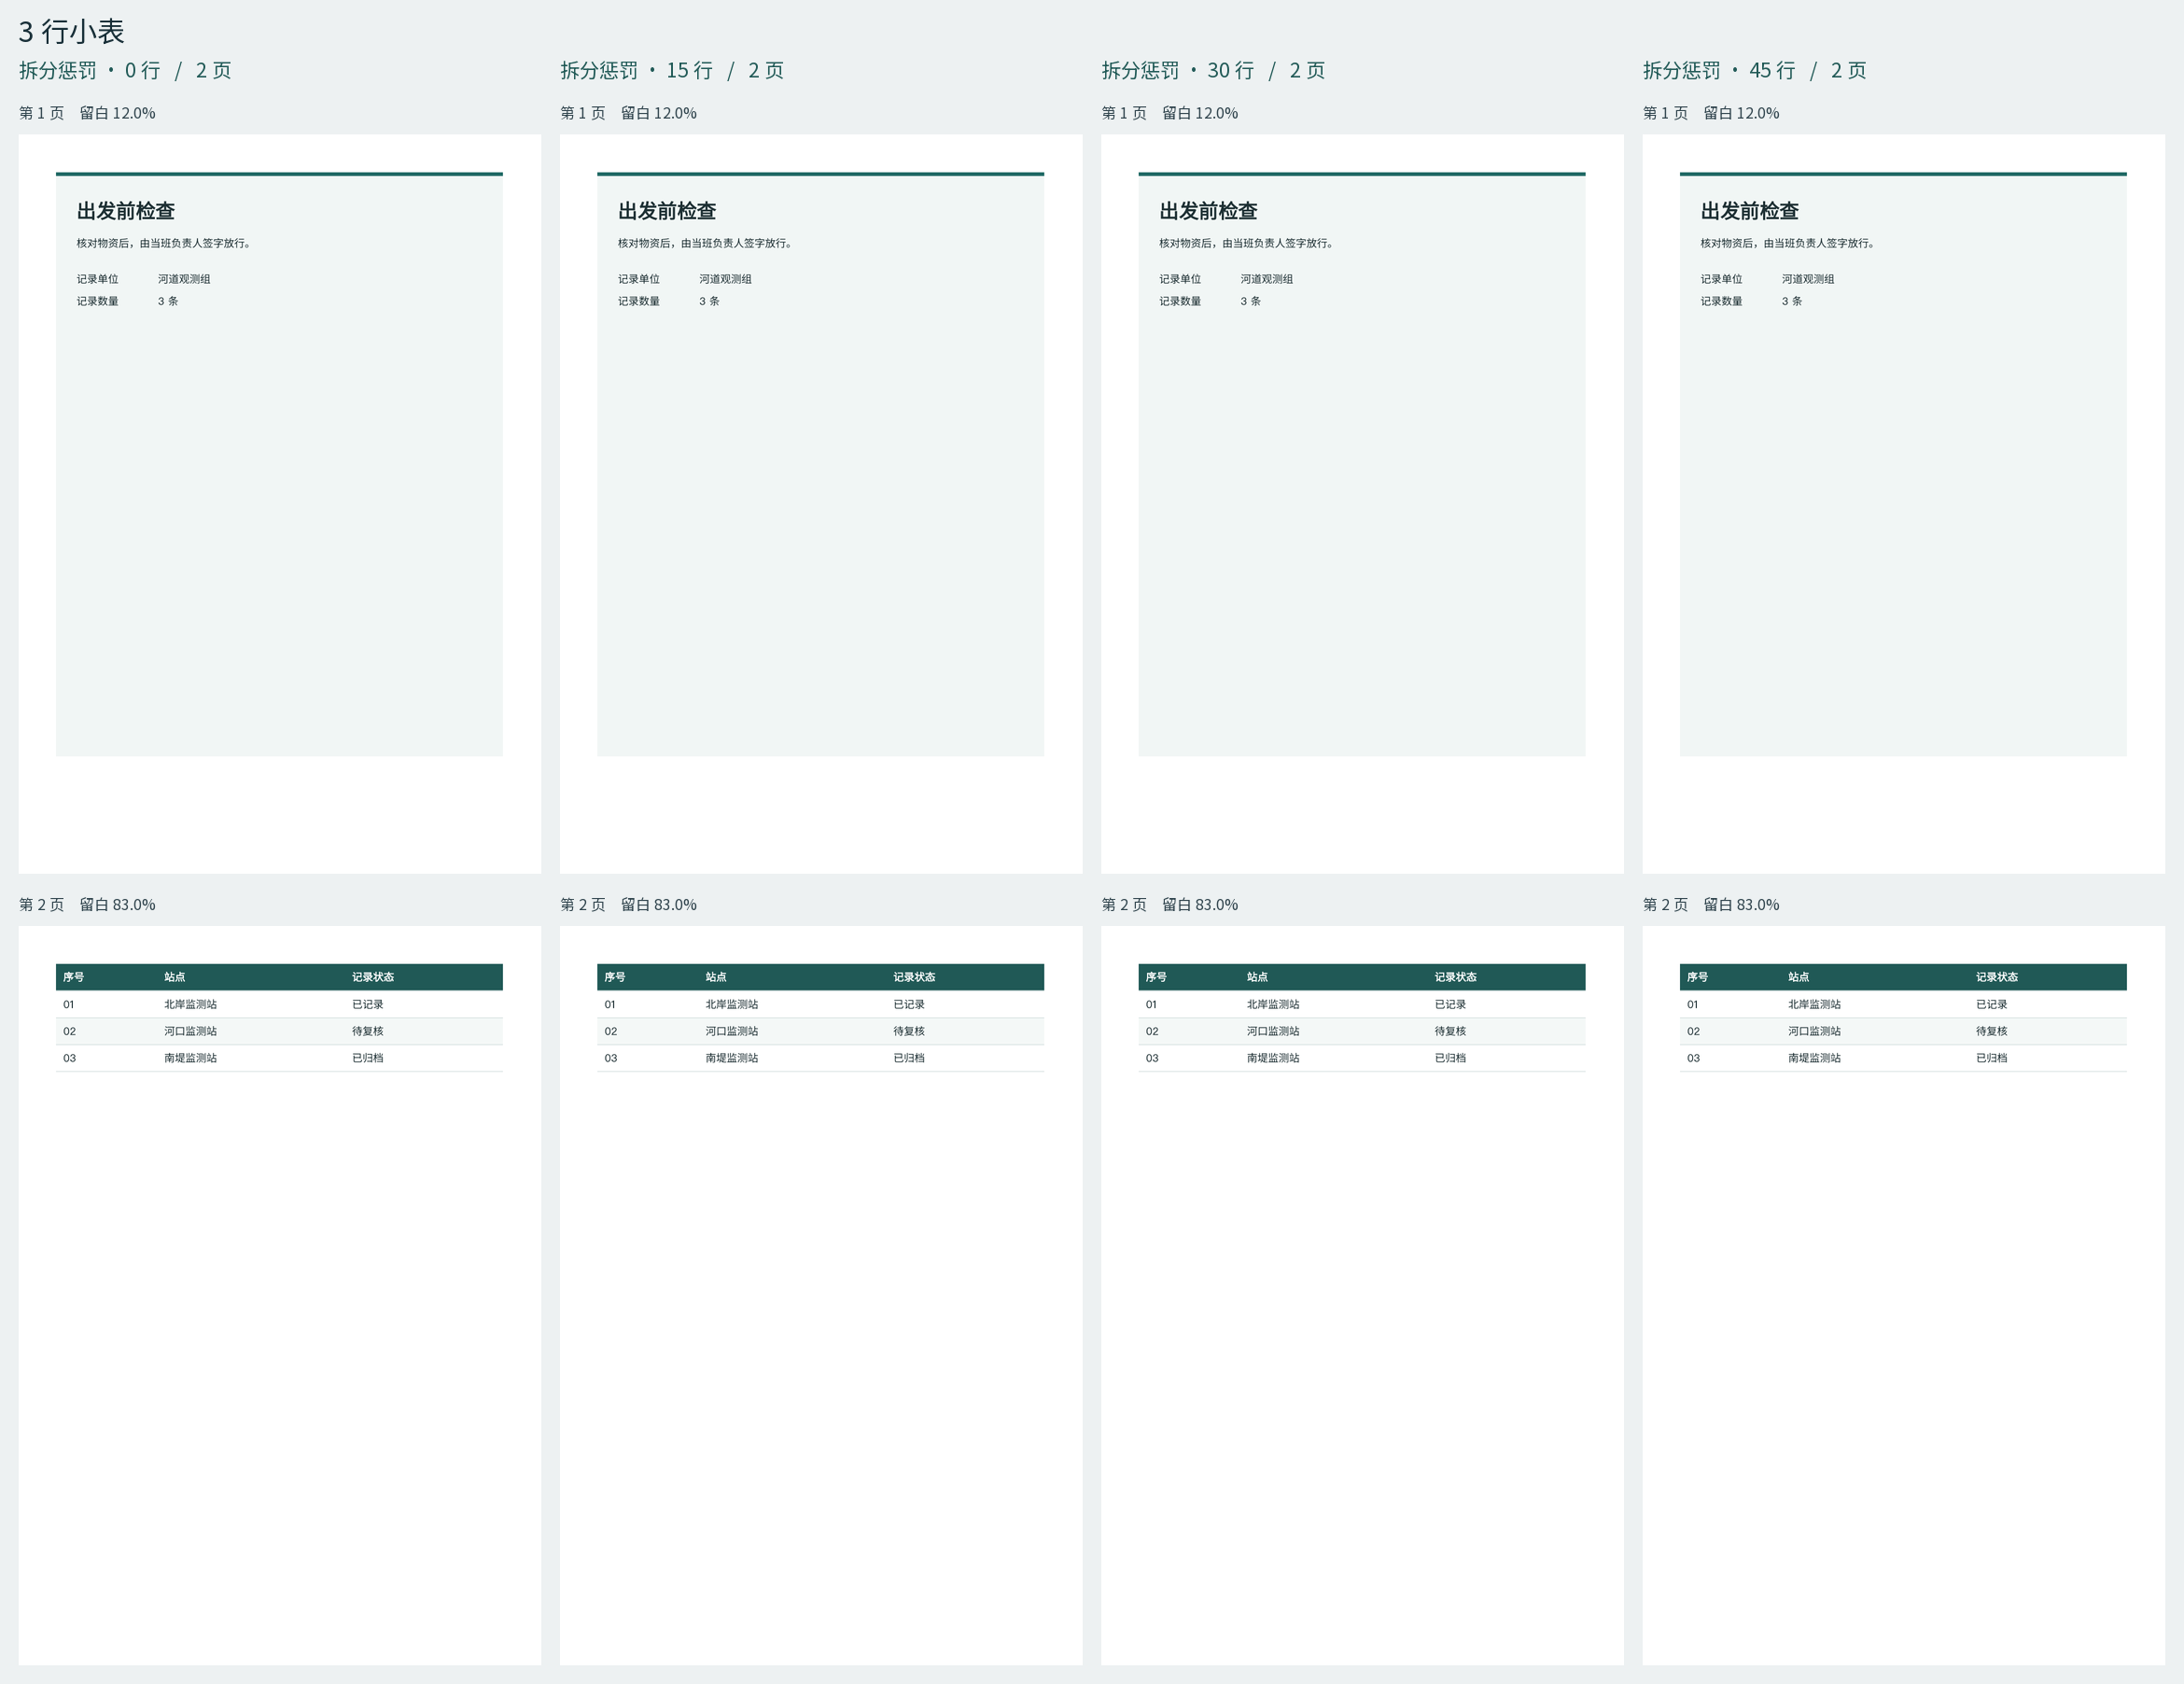 3 行小表
拆分惩罚 · 0 行 / 2 页
拆分惩罚 · 15 行 / 2 页
拆分惩罚 · 30 行 / 2 页
拆分惩罚 · 45 行 / 2 页
第 1 页 留白 12.0%
第 1 页 留白 12.0%
第 1 页 留白 12.0%
第 1 页 留白 12.0%
出发前检查
核对物资后，由当班负责人签字放行。
记录单位 河道观测组
记录数量 3 条
出发前检查
核对物资后，由当班负责人签字放行。
记录单位 河道观测组
记录数量 3 条
出发前检查
核对物资后，由当班负责人签字放行。
记录单位 河道观测组
记录数量 3 条
出发前检查
核对物资后，由当班负责人签字放行。
记录单位 河道观测组
记录数量 3 条
第 2 页 留白 83.0%
第 2 页 留白 83.0%
第 2 页 留白 83.0%
第 2 页 留白 83.0%
序号 站点 记录状态
01 北岸监测站 已记录
02 河口监测站 待复核
03 南堤监测站 已归档
序号 站点 记录状态
01 北岸监测站 已记录
02 河口监测站 待复核
03 南堤监测站 已归档
序号 站点 记录状态
01 北岸监测站 已记录
02 河口监测站 待复核
03 南堤监测站 已归档
序号 站点 记录状态
01 北岸监测站 已记录
02 河口监测站 待复核
03 南堤监测站 已归档